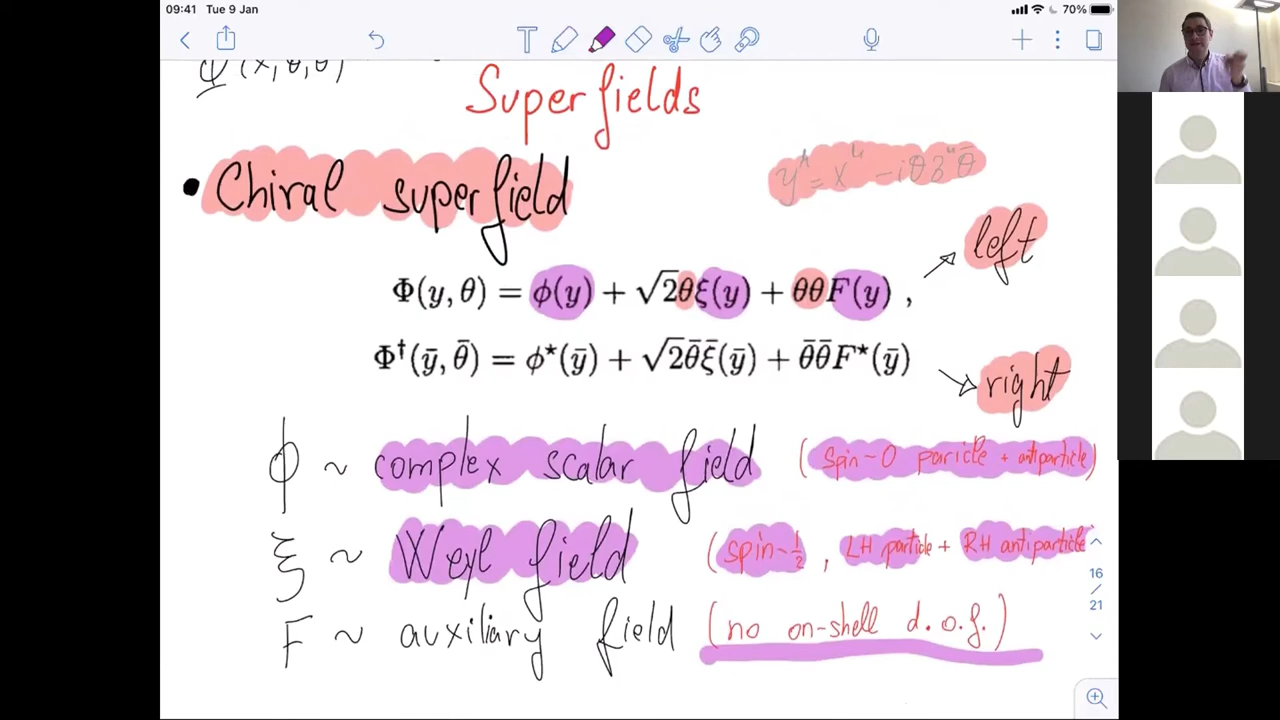 09:41 Tue 9 Jan
70%
Φ(x,θ,θ̄)
Superfields
• Chiral superfield
y^μ = x^μ - iθσ^μθ̄
left
Φ(y, θ) = ϕ(y) + √2θξ(y) + θθF(y) ,
Φ†(ȳ, θ̄) = ϕ*(ȳ) + √2θ̄ξ̄(ȳ) + θ̄θ̄F*(ȳ)
right
ϕ ~ complex scalar field (spin-0 paricle + antiparticle)
ξ ~ Weyl field (spin-½, LH particle + RH antiparticle
F ~ auxiliary field (no on-shell d.o.f.)
16
/
21